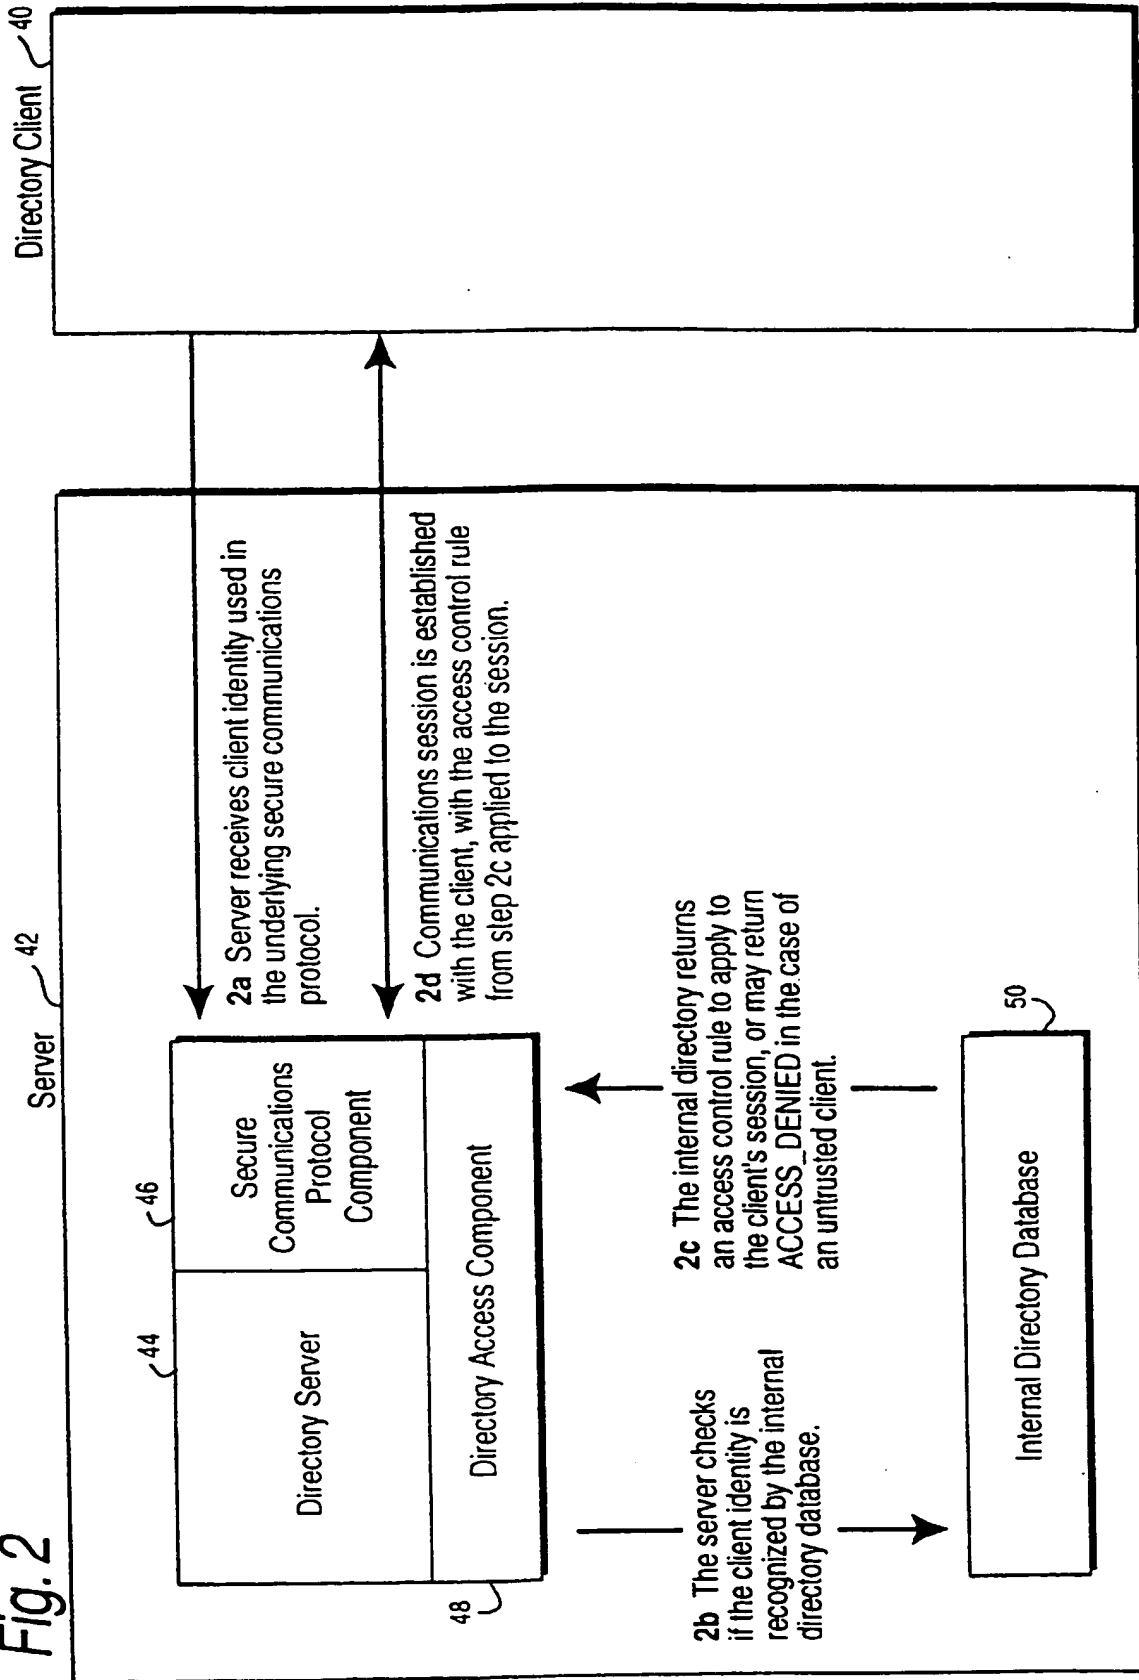 Fig. 2
Server
42
Directory Client
40
44
46
Directory Server
Secure
Communications
Protocol
Component
Directory Access Component
48
2a Server receives client identity used in
the underlying secure communications
protocol.
2d Communications session is established
with the client, with the access control rule
from step 2c applied to the session.
2b The server checks
if the client identity is
recognized by the internal
directory database.
2c The internal directory returns
an access control rule to apply to
the client's session, or may return
ACCESS_DENIED in the case of
an untrusted client.
50
Internal Directory Database